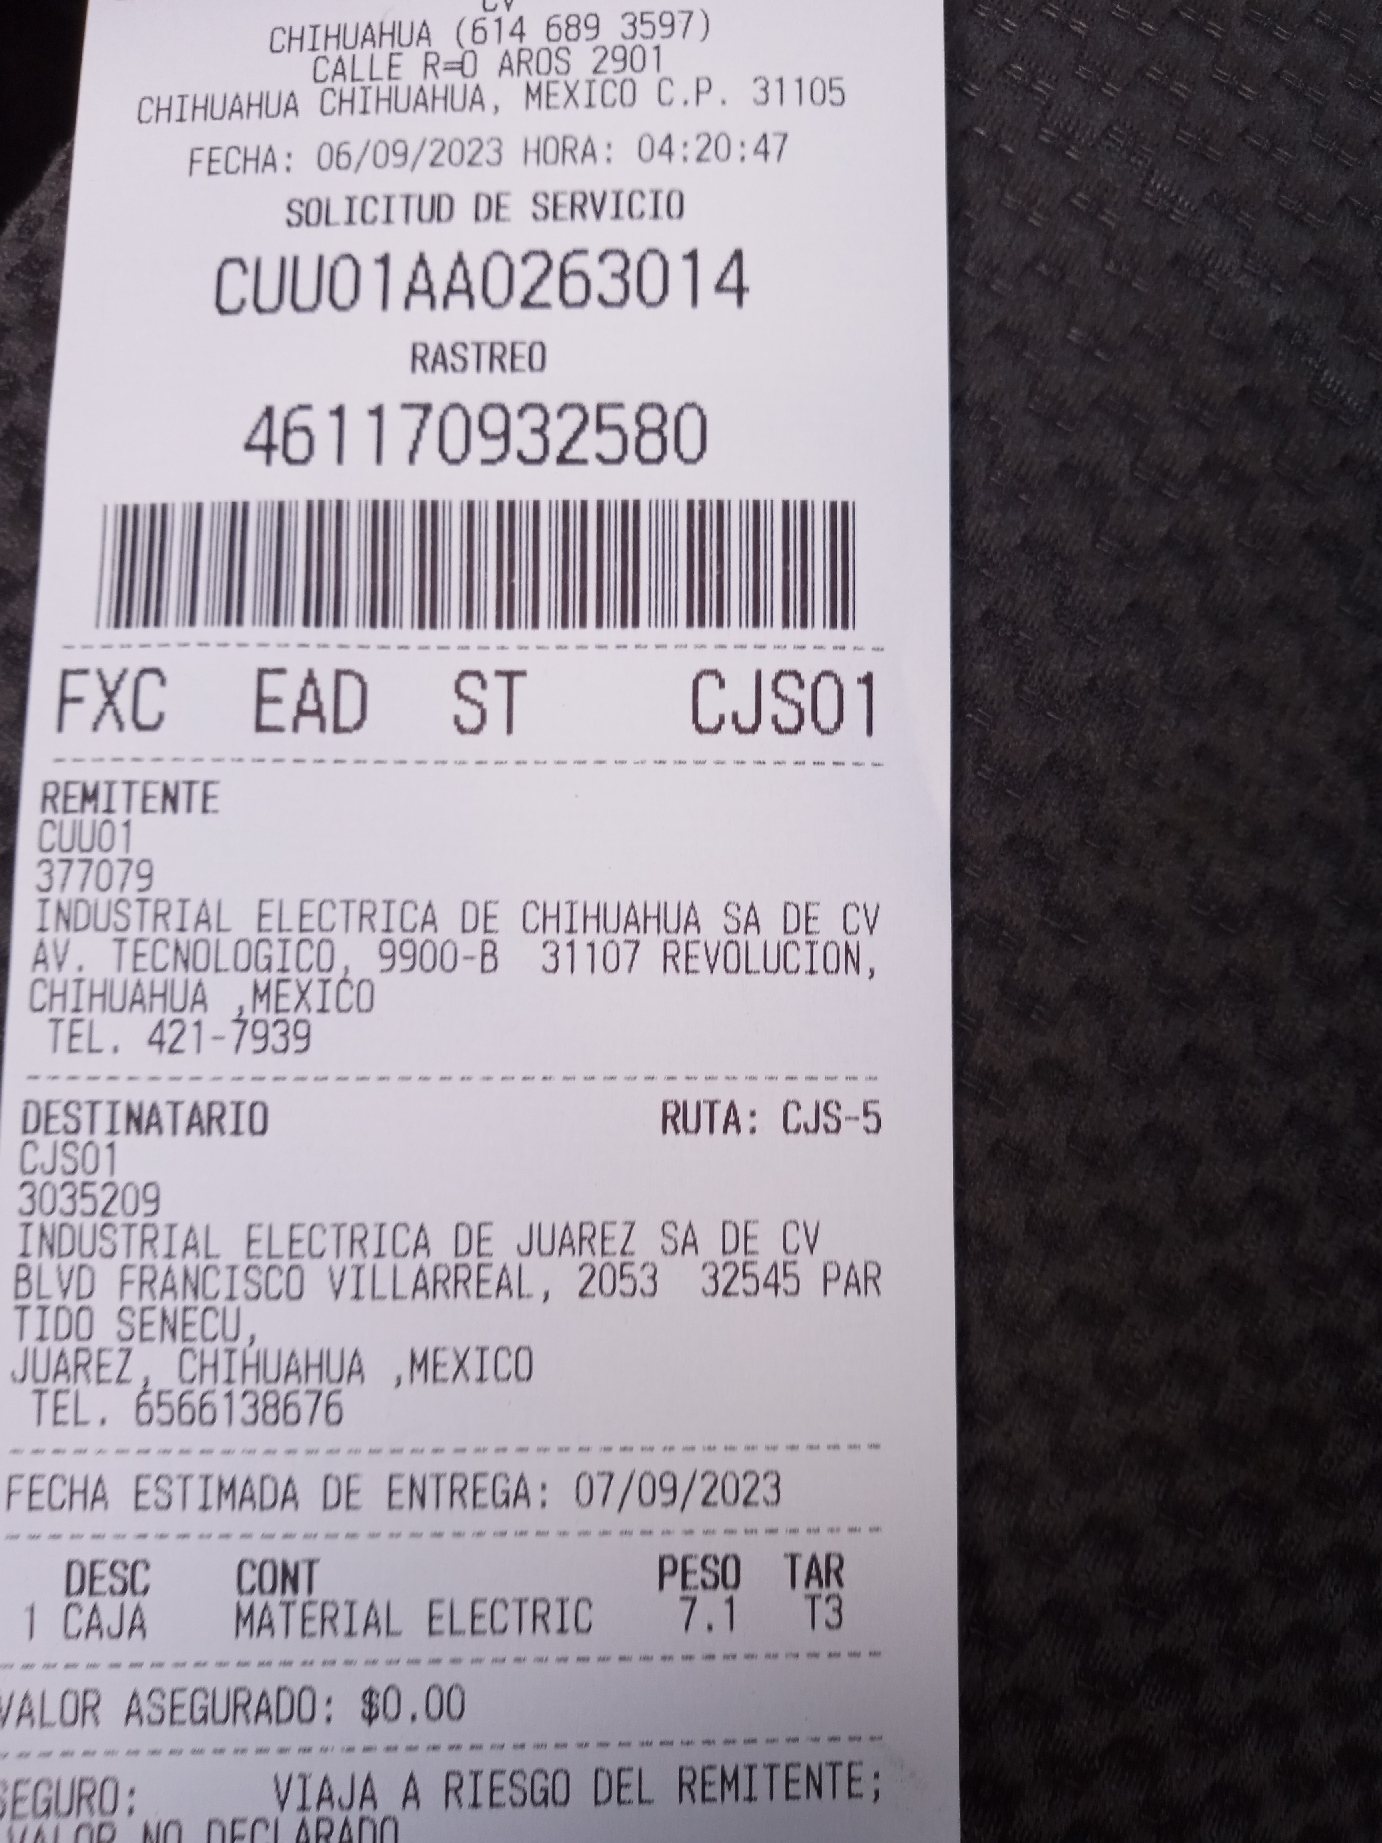 CV
CHIHUAHUA (614 689 3597)
CALLE R=O AROS 2901
CHIHUAHUA CHIHUAHUA, MEXICO C.P. 31105
FECHA: 06/09/2023 HORA: 04:20:47
SOLICITUD DE SERVICIO
CUU01AA0263014
RASTREO
461170932580
FXC EAD ST CJS01
REMITENTE
CUU01
377079
INDUSTRIAL ELECTRICA DE CHIHUAHUA SA DE CV
AV. TECNOLOGICO, 9900-B 31107 REVOLUCION,
CHIHUAHUA ,MEXICO
TEL. 421-7939
DESTINATARIO RUTA: CJS-5
CJS01
3035209
INDUSTRIAL ELECTRICA DE JUAREZ SA DE CV
BLVD FRANCISCO VILLARREAL, 2053 32545 PAR
TIDO SENECU,
JUAREZ, CHIHUAHUA ,MEXICO
TEL. 6566138676
FECHA ESTIMADA DE ENTREGA: 07/09/2023
DESC CONT PESO TAR
1 CAJA MATERIAL ELECTRIC 7.1 T3
VALOR ASEGURADO: $0.00
SEGURO: VIAJA A RIESGO DEL REMITENTE;
VALOR NO DECLARADO